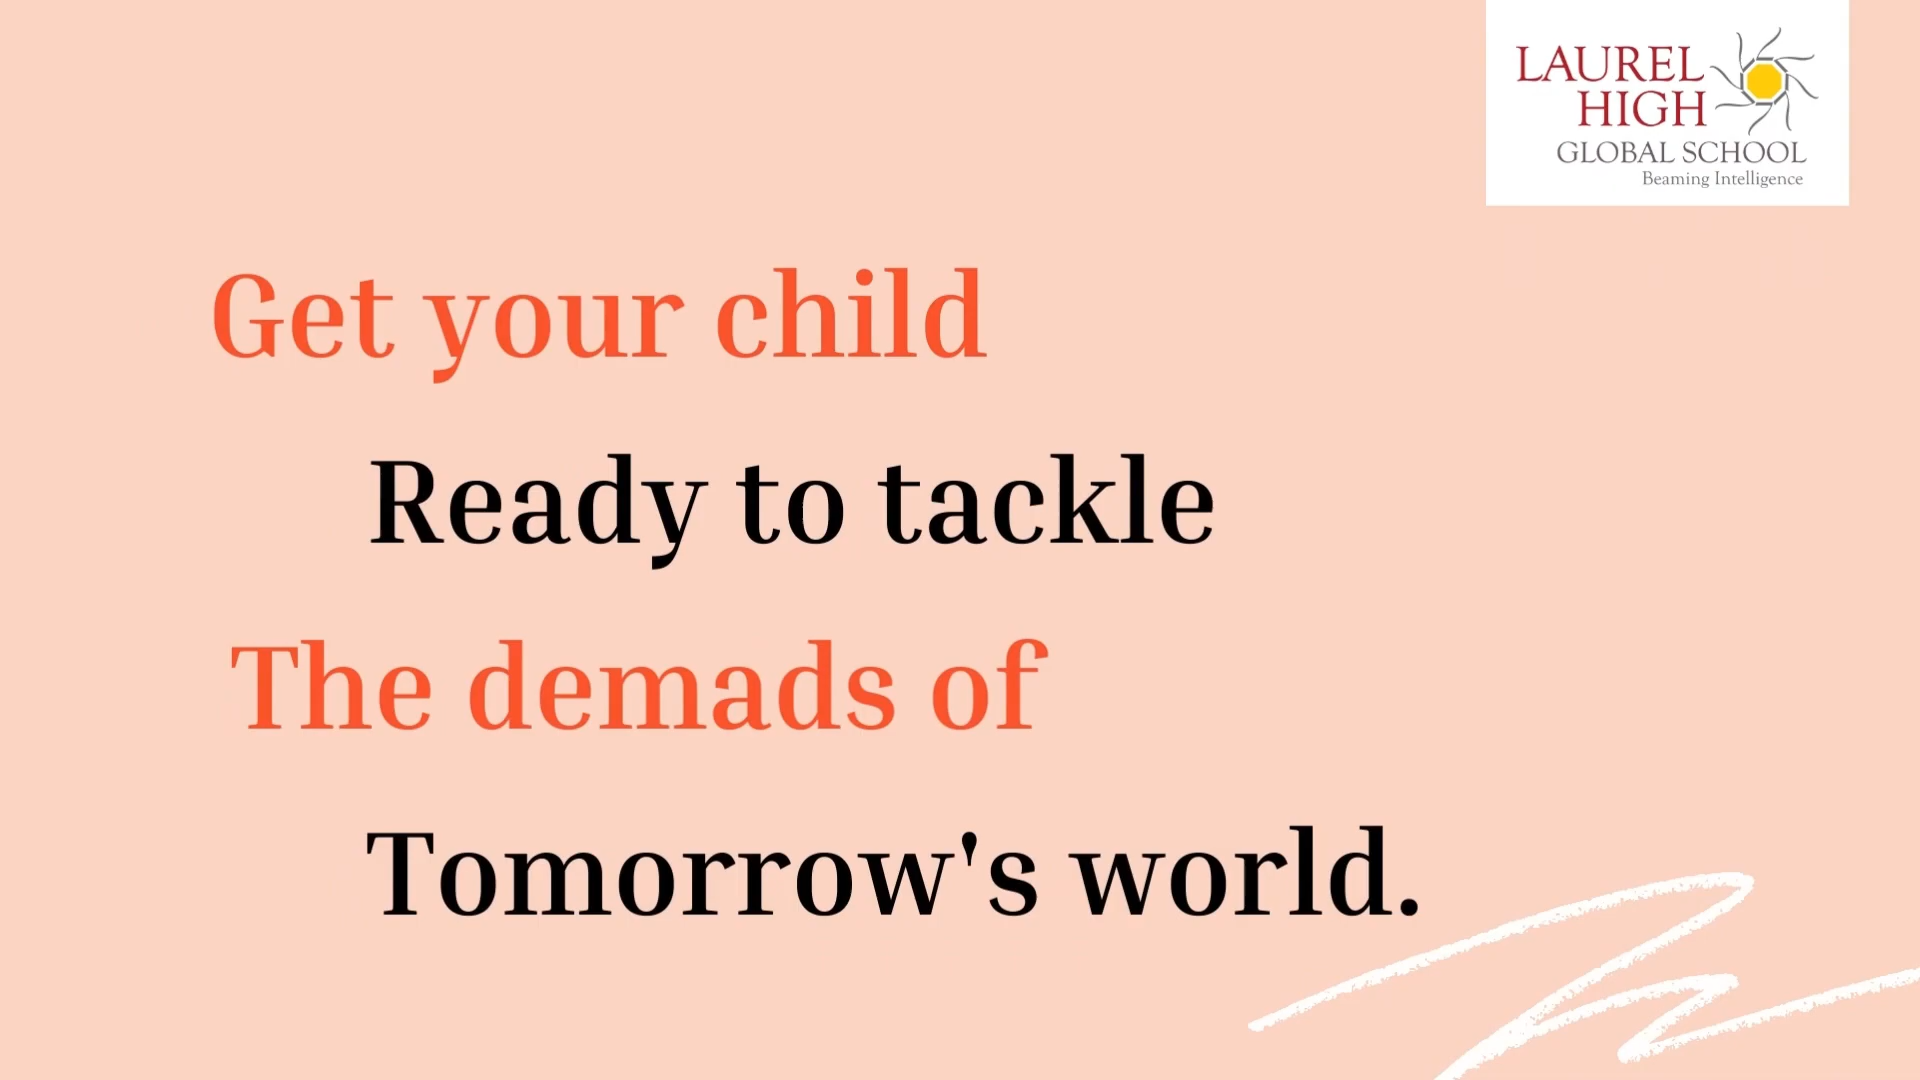 LAUREL
HIGH
GLOBAL SCHOOL
Beaming Intelligence
Get your child
Ready to tackle
The demads of
Tomorrow's world.